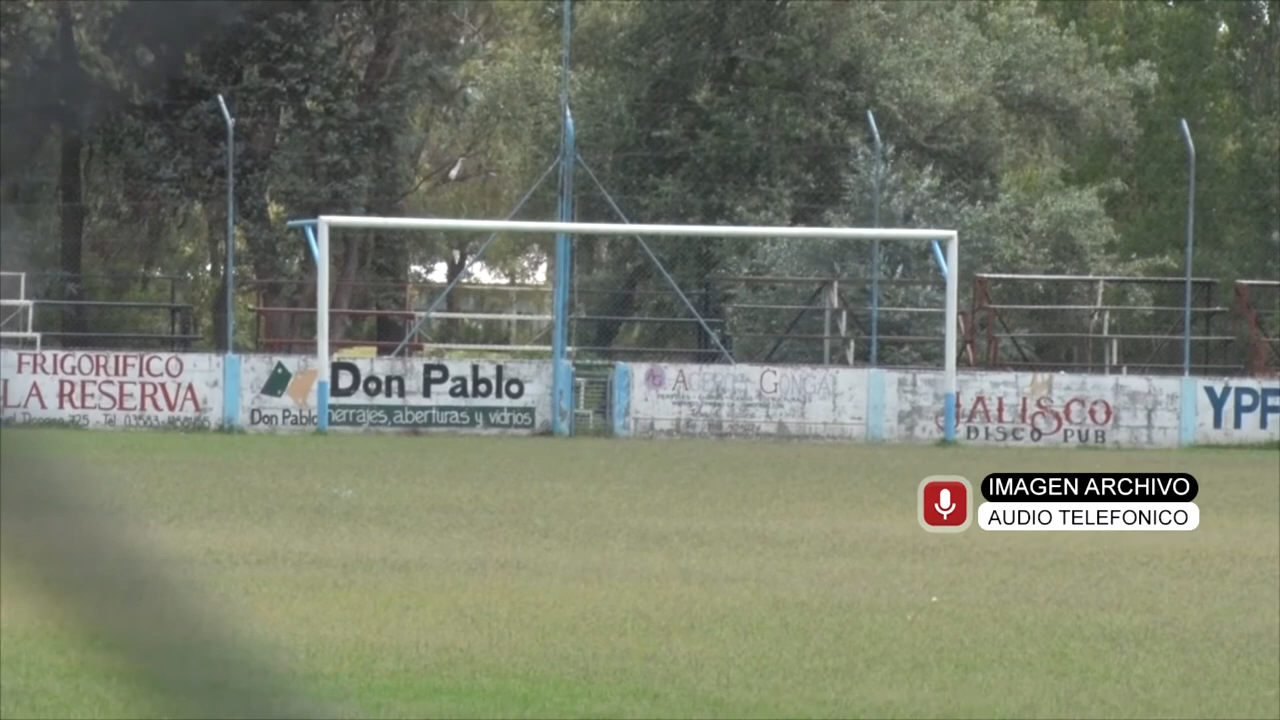 FRIGORIFICO
LA RESERVA
Don Pablo
Don Pablo
herrajes, aberturas y vidrios
JALISCO
DISCO PUB
YPF
IMAGEN ARCHIVO
AUDIO TELEFONICO